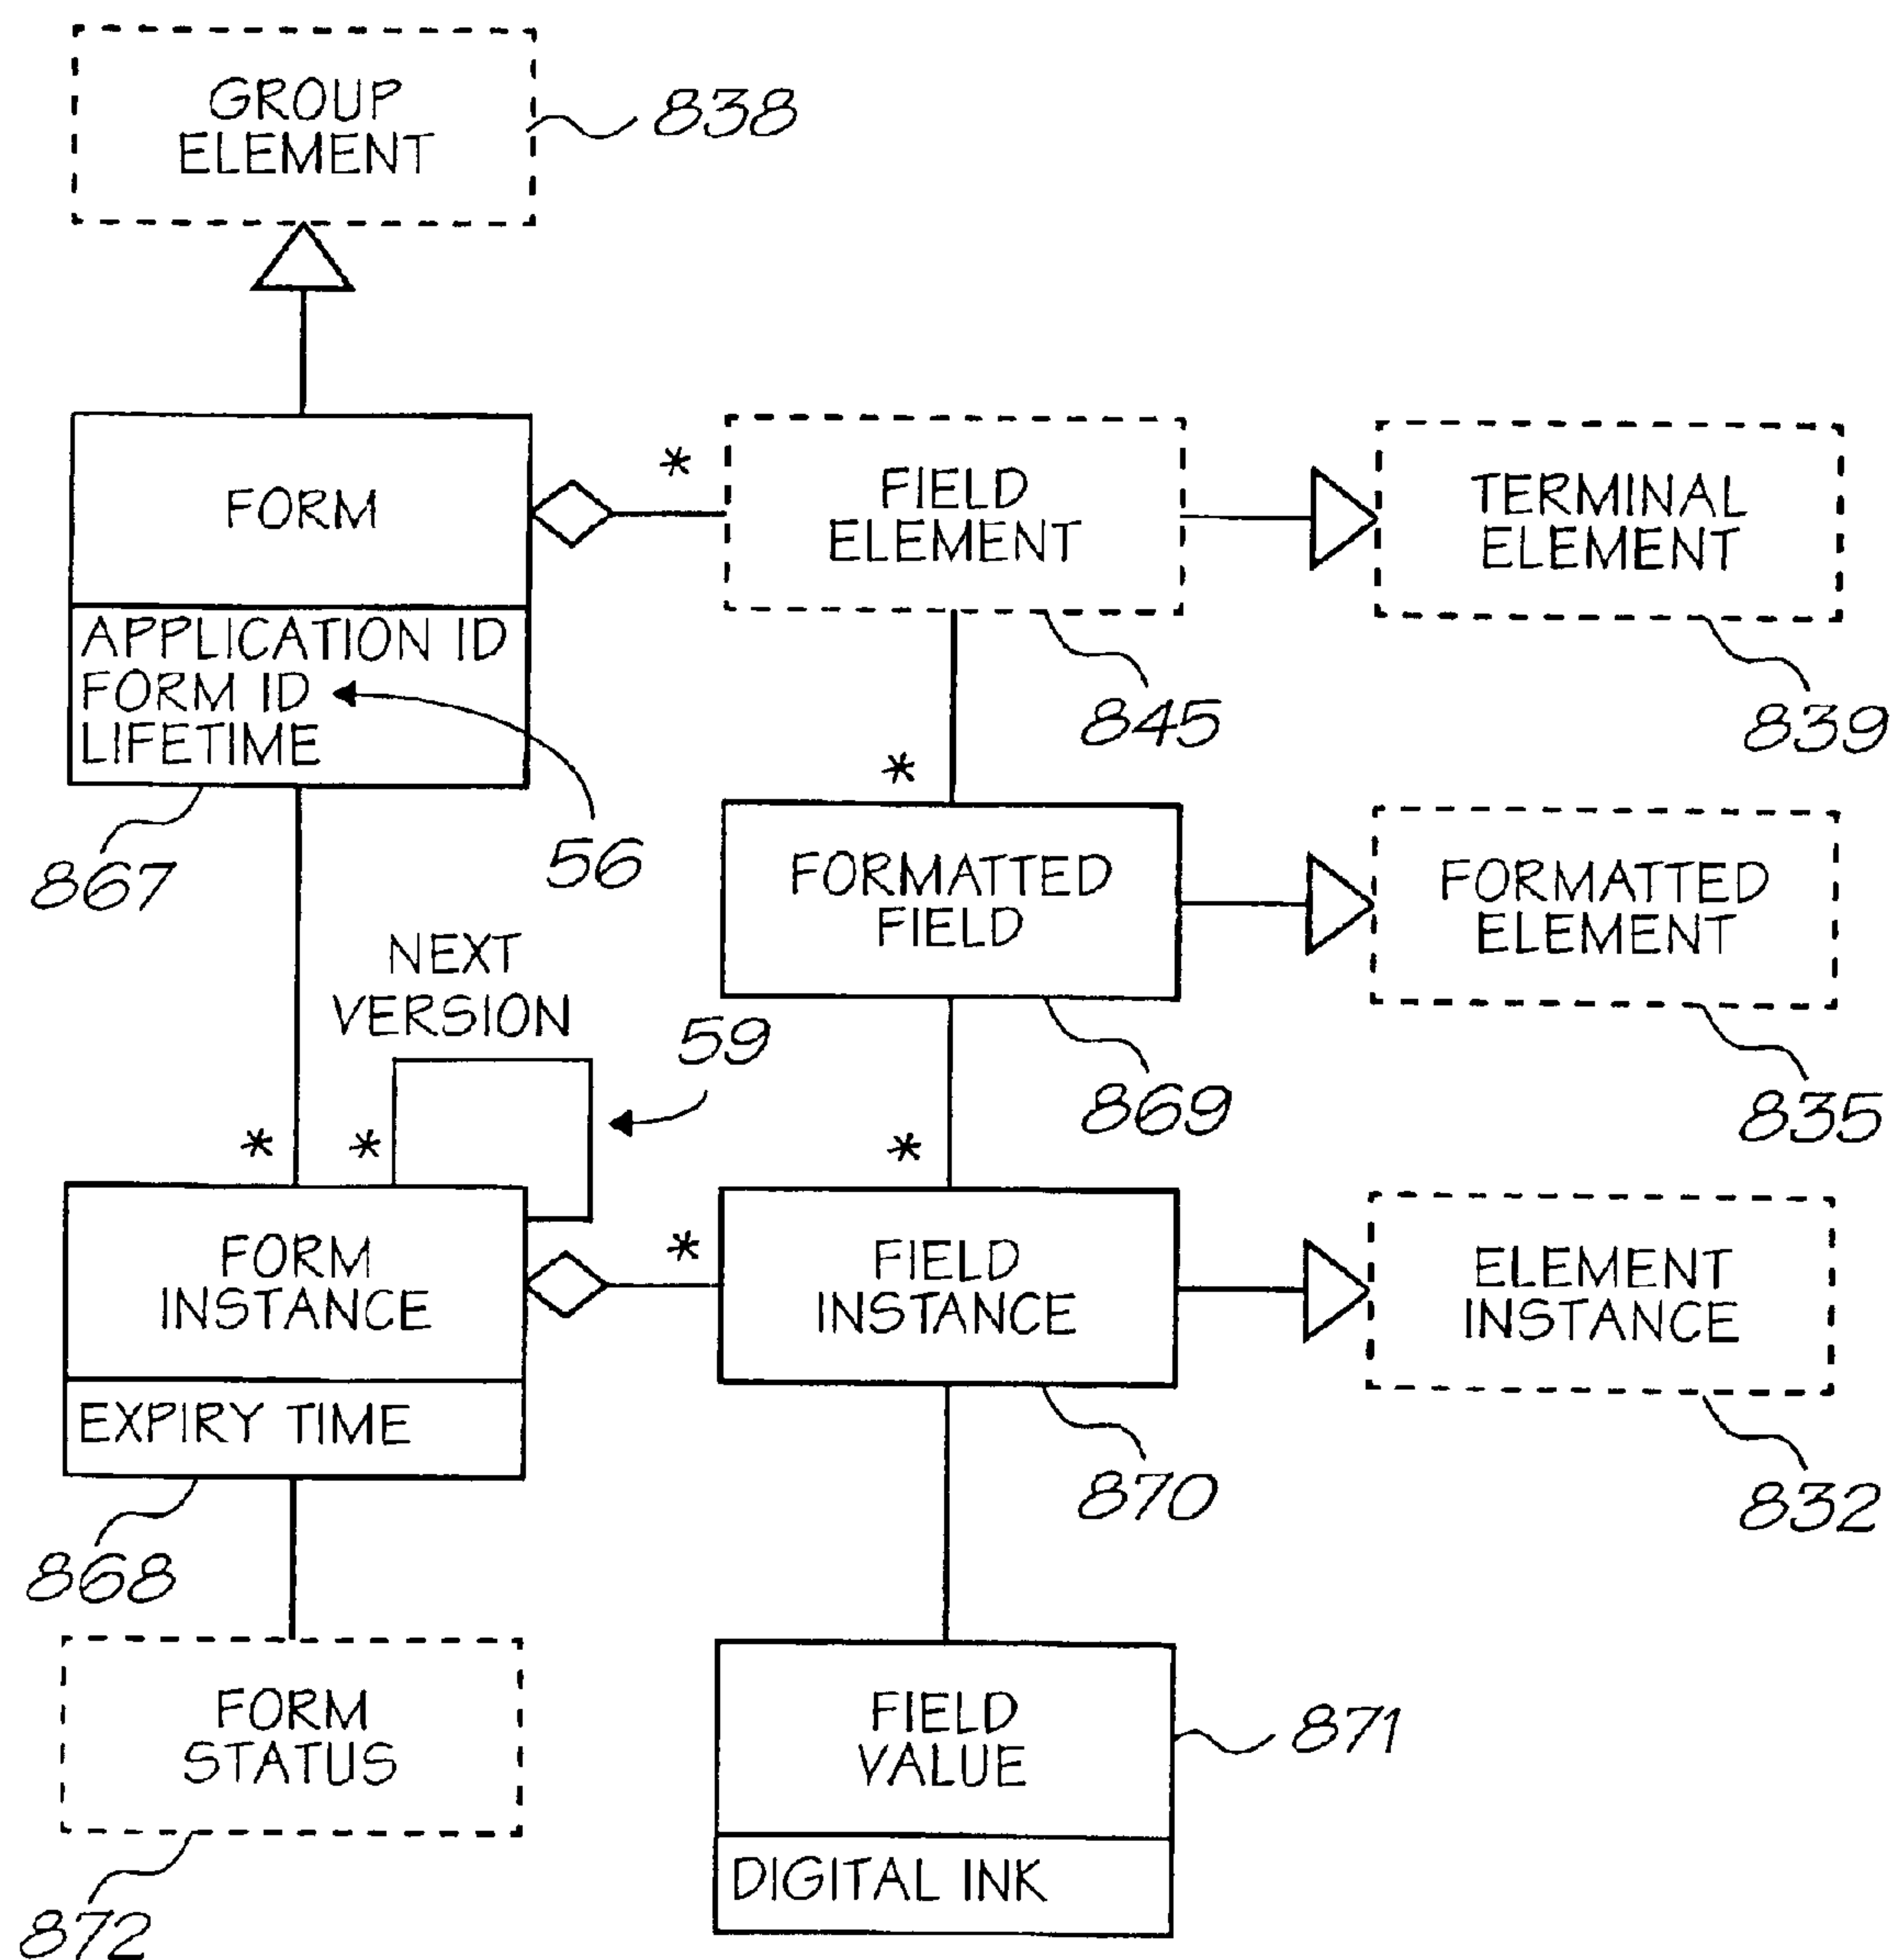 GROUP
ELEMENT
838
FORM
*
FIELD
ELEMENT
TERMINAL
ELEMENT
APPLICATION ID
FORM ID
LIFETIME
845
839
867
56
*
FORMATTED
FIELD
FORMATTED
ELEMENT
NEXT
VERSION
59
869
835
*
*
*
FORM
INSTANCE
*
FIELD
INSTANCE
ELEMENT
INSTANCE
EXPIRY TIME
870
832
868
FORM
STATUS
FIELD
VALUE
871
DIGITAL INK
872